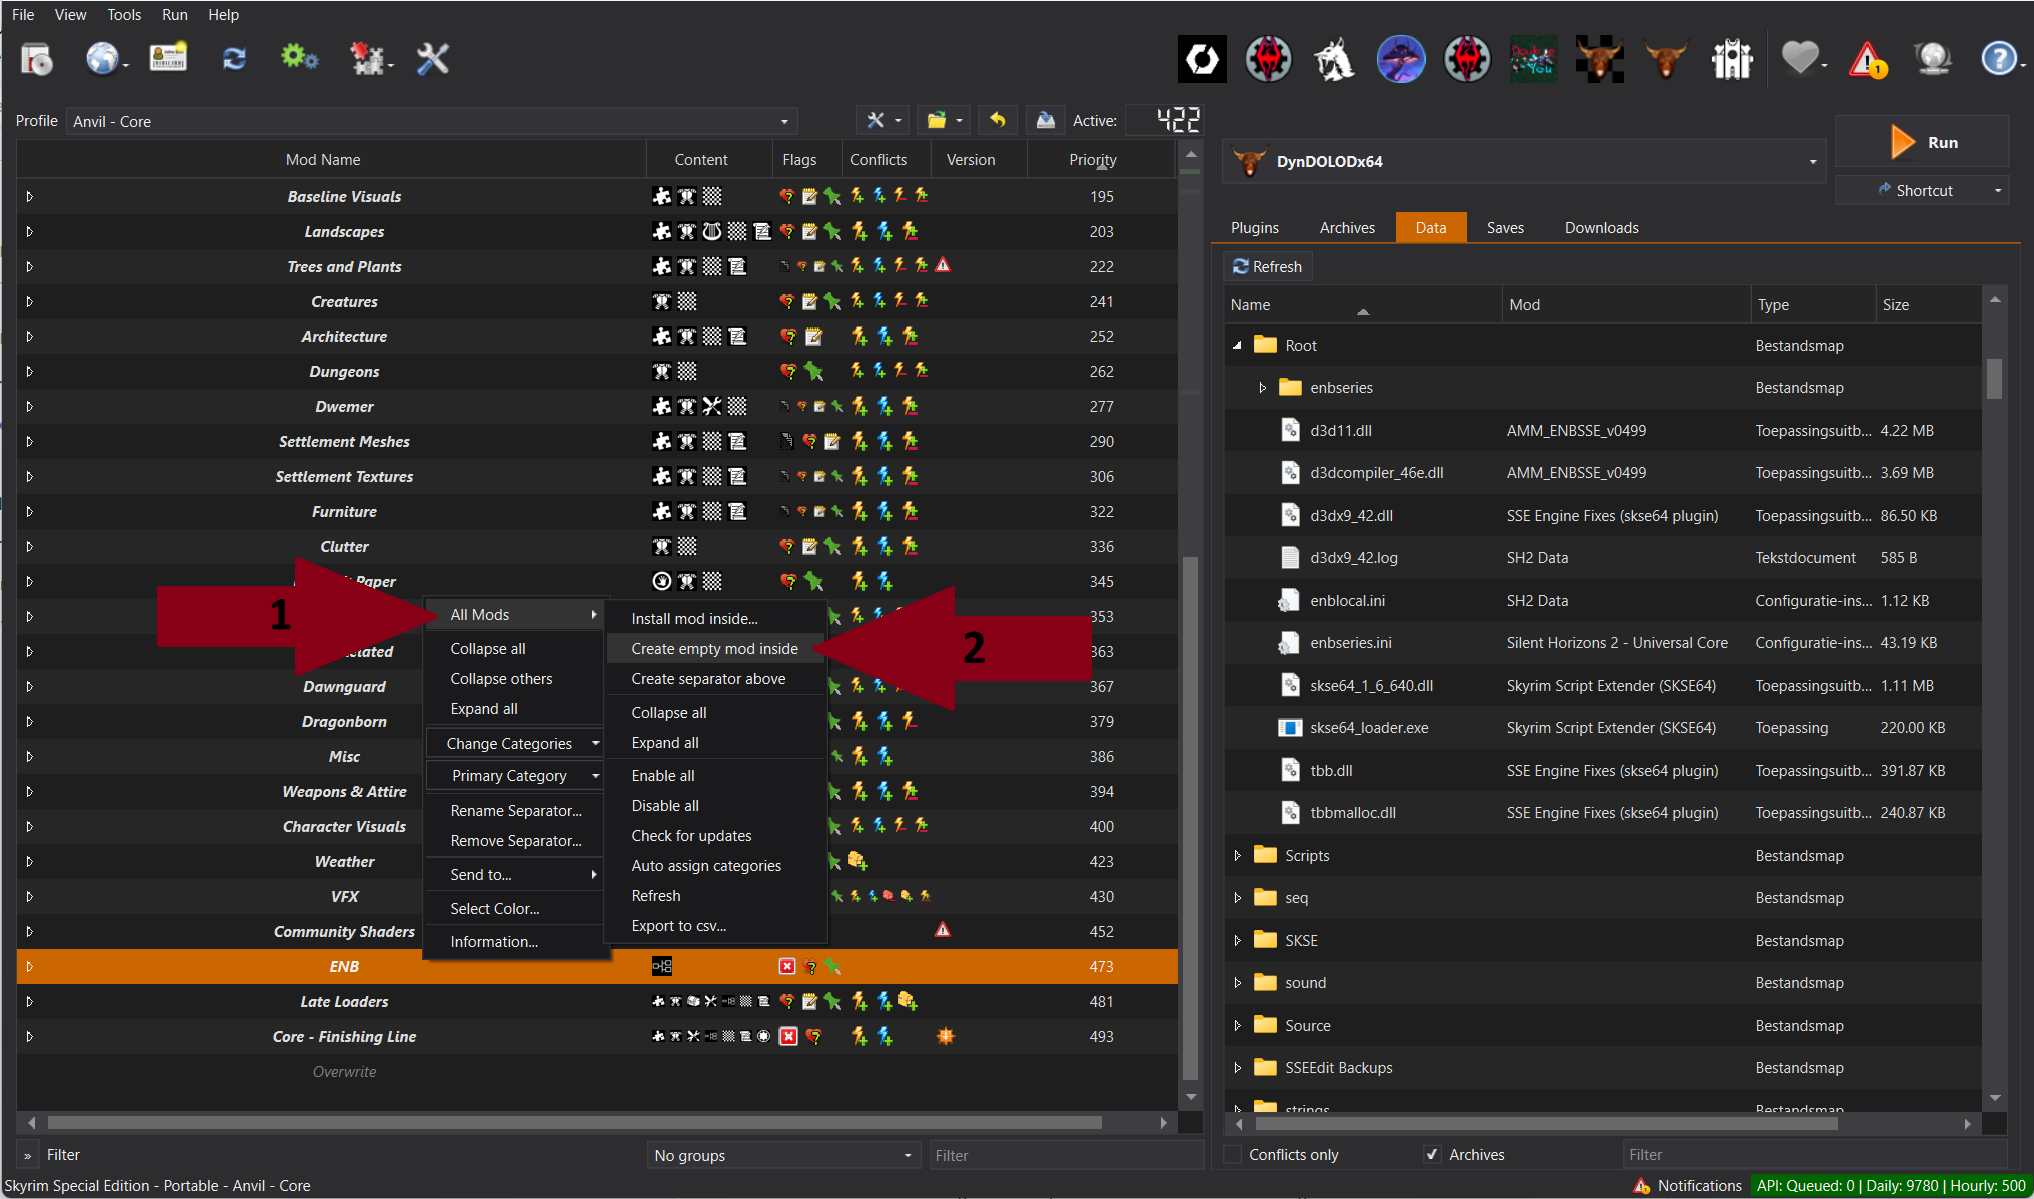 File View Tools Run Help
1
Profile Anvil - Core Active: 422
Mod Name Content Flags Conflicts Version Priority
Baseline Visuals 195
Landscapes 203
Trees and Plants 222
Creatures 241
Architecture 252
Dungeons 262
Dwemer 277
Settlement Meshes 290
Settlement Textures 306
Furniture 322
Clutter 336
Paper 345
353
363
Dawnguard 367
Dragonborn 379
Misc 386
Weapons & Attire 394
Character Visuals 400
Weather 423
VFX 430
Community Shaders 452
ENB 473
Late Loaders 481
Core - Finishing Line 493
Overwrite
1
All Mods
Collapse all
Collapse others
Expand all
Change Categories
Primary Category
Rename Separator...
Remove Separator...
Send to...
Select Color...
Information...
Install mod inside...
Create empty mod inside
Create separator above
Collapse all
Expand all
Enable all
Disable all
Check for updates
Auto assign categories
Refresh
Export to csv...
2
» Filter No groups Filter
DynDOLODx64
Run
Shortcut
Plugins Archives Data Saves Downloads
Refresh
Name Mod Type Size
Root Bestandsmap
enbseries Bestandsmap
d3d11.dll AMM_ENBSSE_v0499 Toepassingsuitb... 4.22 MB
d3dcompiler_46e.dll AMM_ENBSSE_v0499 Toepassingsuitb... 3.69 MB
d3dx9_42.dll SSE Engine Fixes (skse64 plugin) Toepassingsuitb... 86.50 KB
d3dx9_42.log SH2 Data Tekstdocument 585 B
enblocal.ini SH2 Data Configuratie-ins... 1.12 KB
enbseries.ini Silent Horizons 2 - Universal Core Configuratie-ins... 43.19 KB
skse64_1_6_640.dll Skyrim Script Extender (SKSE64) Toepassingsuitb... 1.11 MB
skse64_loader.exe Skyrim Script Extender (SKSE64) Toepassing 220.00 KB
tbb.dll SSE Engine Fixes (skse64 plugin) Toepassingsuitb... 391.87 KB
tbbmalloc.dll SSE Engine Fixes (skse64 plugin) Toepassingsuitb... 240.87 KB
Scripts Bestandsmap
seq Bestandsmap
SKSE Bestandsmap
sound Bestandsmap
Source Bestandsmap
SSEEdit Backups Bestandsmap
strings Bestandsmap
Conflicts only Archives Filter
Skyrim Special Edition - Portable - Anvil - Core Notifications API: Queued: 0 | Daily: 9780 | Hourly: 500